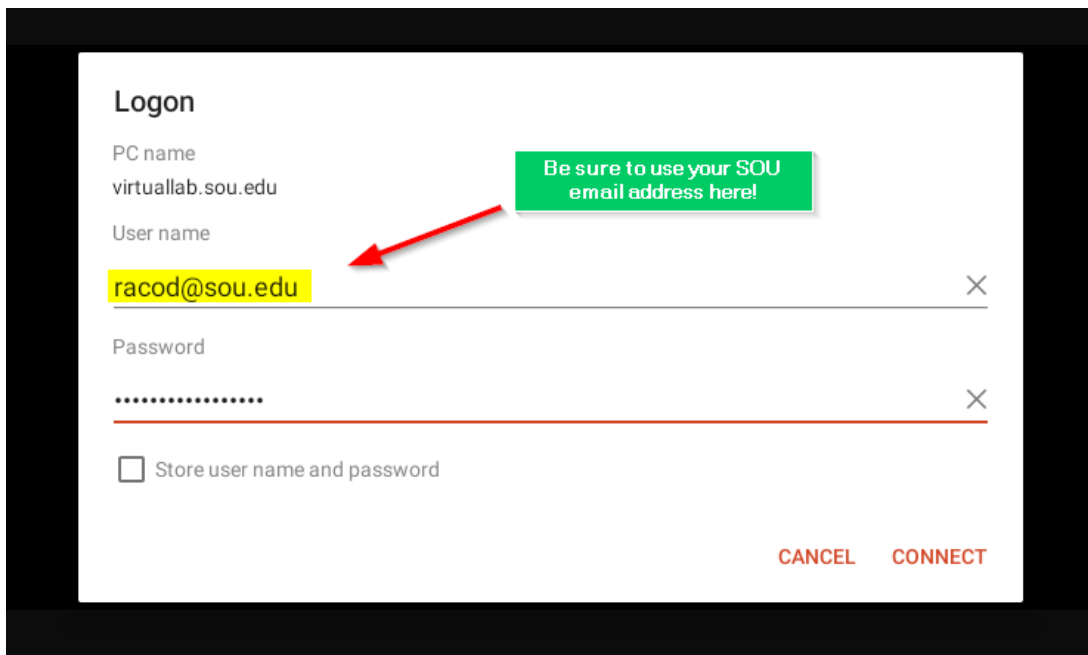 Logon
PC name
virtuallab.sou.edu
Be sure to use your SOU
email address here!
User name
racod@sou.edu
Password
•••••••••••••••••
Store user name and password
CANCEL CONNECT